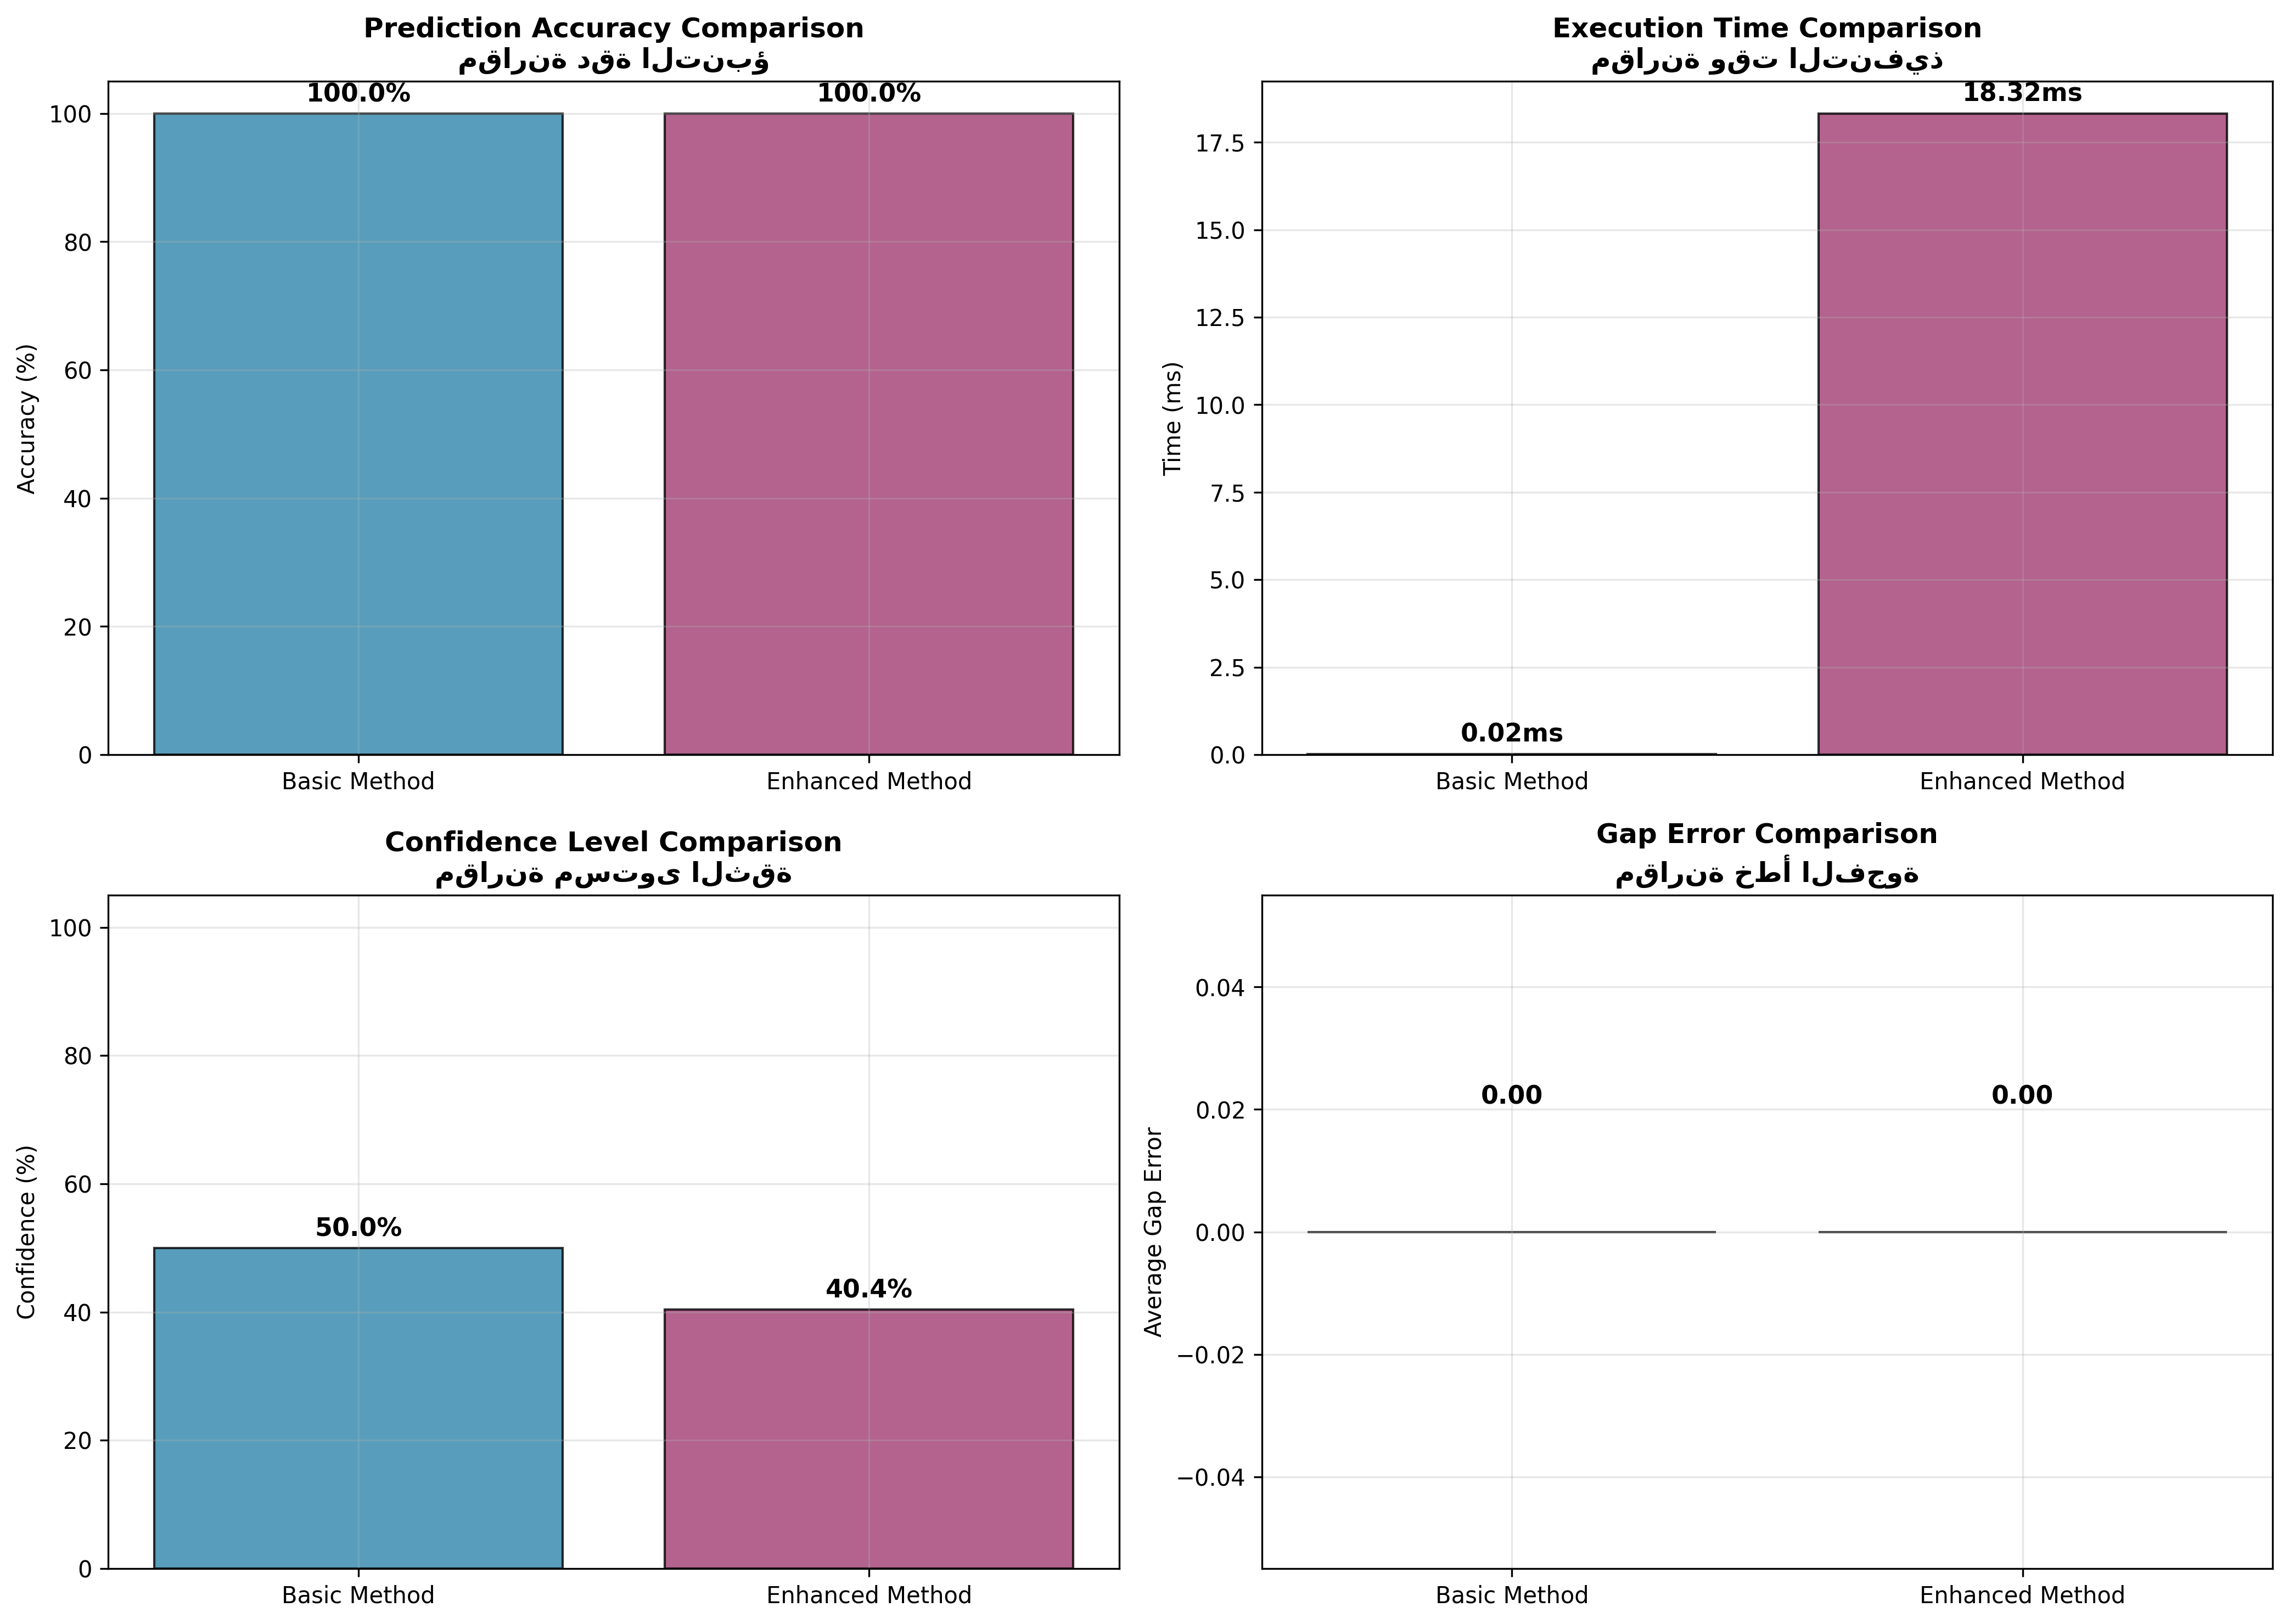 Prediction Accuracy Comparison
مقارنة دقة التنبؤ
100.0%
100.0%
100
80
60
40
20
0
Accuracy (%)
Basic Method
Enhanced Method
Execution Time Comparison
مقارنة وقت التنفيذ
18.32ms
0.02ms
17.5
15.0
12.5
10.0
7.5
5.0
2.5
0.0
Time (ms)
Basic Method
Enhanced Method
Confidence Level Comparison
مقارنة مستوى الثقة
50.0%
40.4%
100
80
60
40
20
0
Confidence (%)
Basic Method
Enhanced Method
Gap Error Comparison
مقارنة خطأ الفجوة
0.00
0.00
0.04
0.02
0.00
−0.02
−0.04
Average Gap Error
Basic Method
Enhanced Method